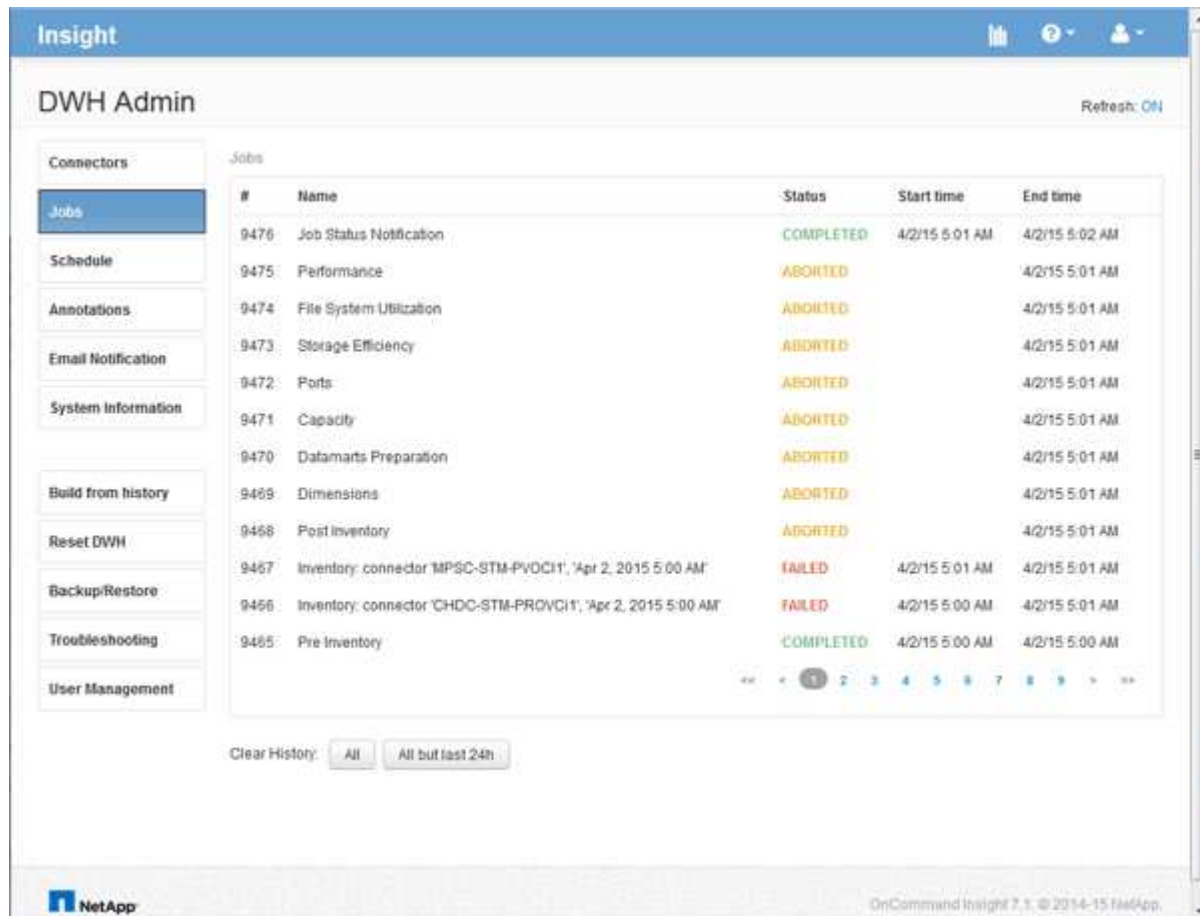 Insight
DWH Admin
Refresh: ON
Connectors
Jobs
Schedule
Annotations
Email Notification
System Information
Build from history
Reset DWH
Backup/Restore
Troubleshooting
User Management
Jobs
# Name Status Start time End time
9476 Job Status Notification COMPLETED 4/2/15 5:01 AM 4/2/15 5:02 AM
9475 Performance ABORTED 4/2/15 5:01 AM
9474 File System Utilization ABORTED 4/2/15 5:01 AM
9473 Storage Efficiency ABORTED 4/2/15 5:01 AM
9472 Ports ABORTED 4/2/15 5:01 AM
9471 Capacity ABORTED 4/2/15 5:01 AM
9470 Datamarts Preparation ABORTED 4/2/15 5:01 AM
9469 Dimensions ABORTED 4/2/15 5:01 AM
9468 Post Inventory ABORTED 4/2/15 5:01 AM
9467 Inventory: connector 'MPSC-STM-PVOCI1', 'Apr 2, 2015 5:00 AM' FAILED 4/2/15 5:01 AM 4/2/15 5:01 AM
9466 Inventory: connector 'CHDC-STM-PROVCI1', 'Apr 2, 2015 5:00 AM' FAILED 4/2/15 5:00 AM 4/2/15 5:01 AM
9465 Pre Inventory COMPLETED 4/2/15 5:00 AM 4/2/15 5:00 AM
<< < 1 2 3 4 5 6 7 8 9 > >>
Clear History: All All but last 24h
NetApp
OnCommand Insight 7.1, © 2014-15 NetApp.